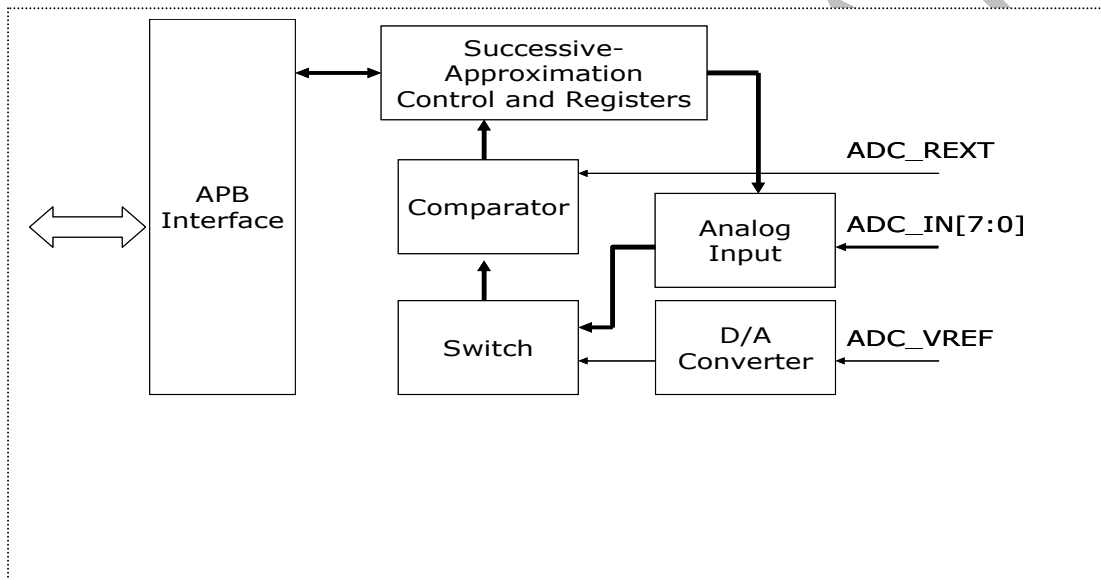 Successive-
Approximation
Control and Registers
ADC_REXT
APB
Interface
Comparator
Analog
Input
ADC_IN[7:0]
Switch
D/A
Converter
ADC_VREF